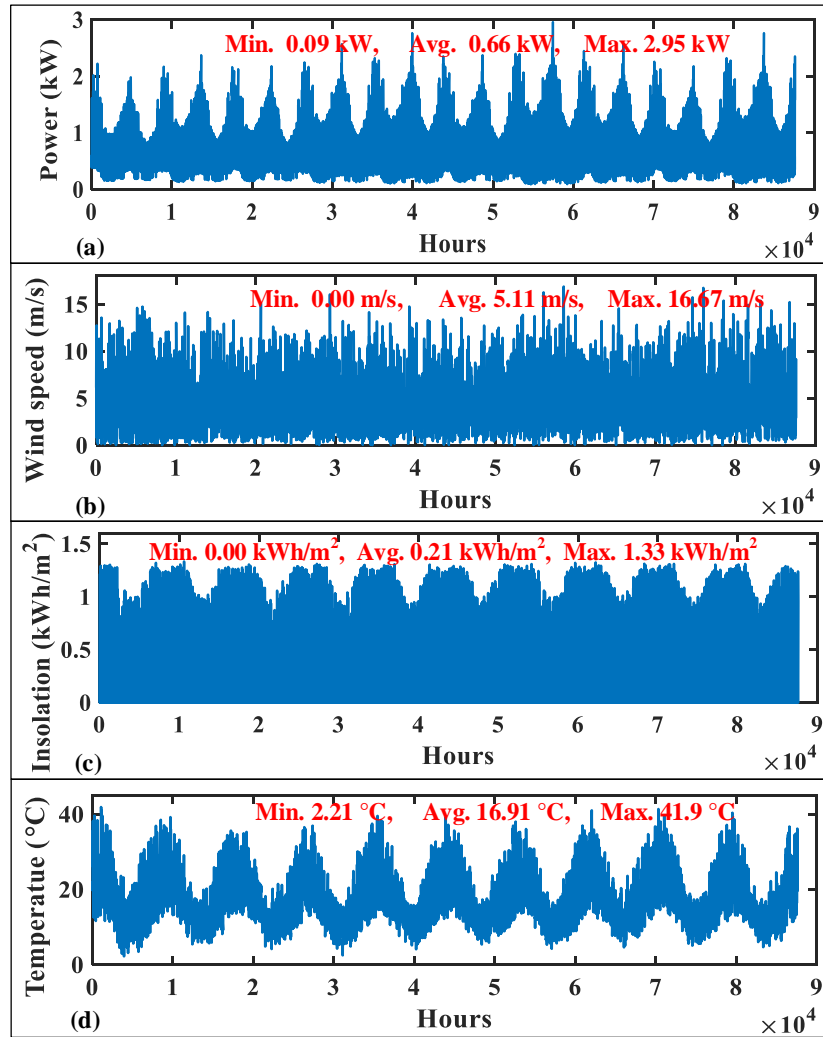 Min. 0.09 kW, Avg. 0.66 kW, Max. 2.95 kW
Power (kW)
3
2
1
0
0 1 2 3 4 5 6 7 8 9
(a)
Hours
×10^4
Min. 0.00 m/s, Avg. 5.11 m/s, Max. 16.67 m/s
Wind speed (m/s)
15
10
5
0
0 1 2 3 4 5 6 7 8 9
(b)
Hours
×10^4
Min. 0.00 kWh/m^2, Avg. 0.21 kWh/m^2, Max. 1.33 kWh/m^2
Insolation (kWh/m^2)
1.5
1
0.5
0
0 1 2 3 4 5 6 7 8 9
(c)
Hours
×10^4
Min. 2.21 °C, Avg. 16.91 °C, Max. 41.9 °C
Temperatue (°C)
40
20
0
0 1 2 3 4 5 6 7 8 9
(d)
Hours
×10^4